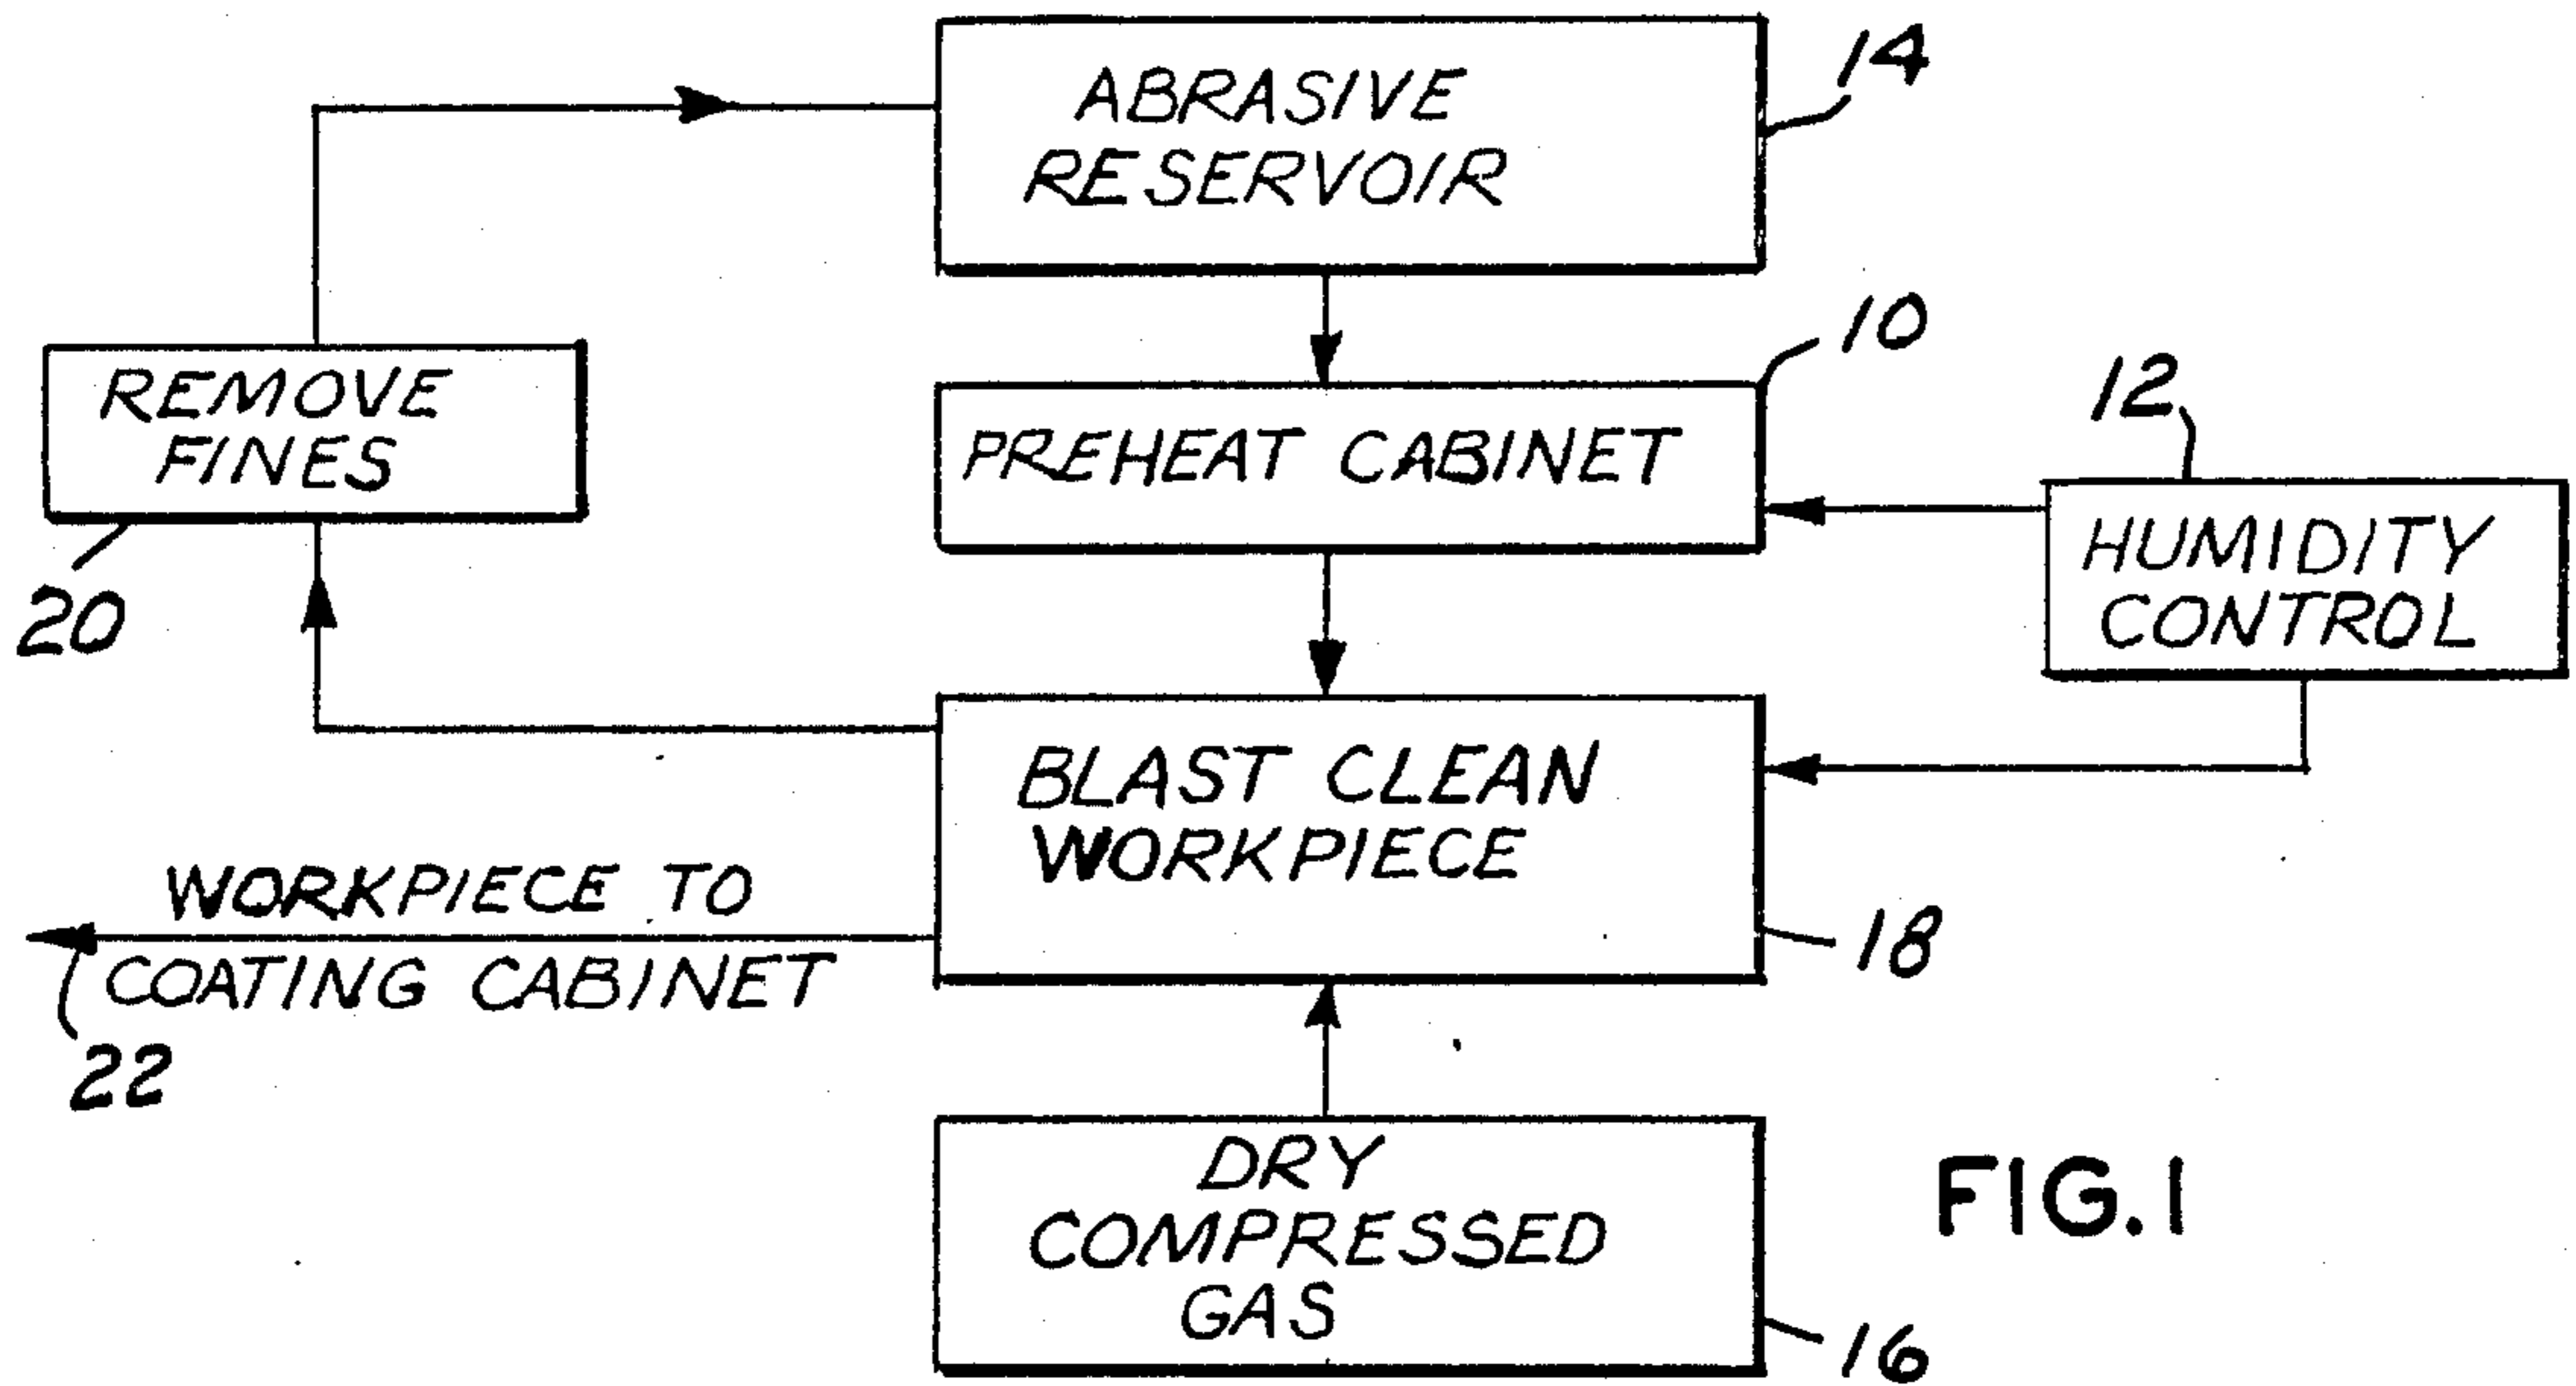 ABRASIVE
RESERVOIR
14
REMOVE
FINES
20
PREHEAT CABINET
10
12
HUMIDITY
CONTROL
BLAST CLEAN
WORKPIECE
18
WORKPIECE TO
COATING CABINET
22
DRY
COMPRESSED
GAS
16
FIG.1